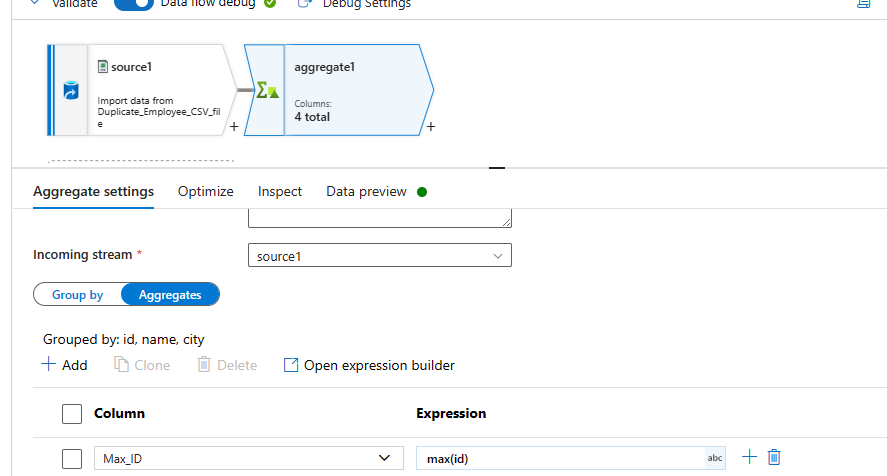 Validate
Data flow debug
Debug Settings
source1
Import data from
Duplicate_Employee_CSV_fil
e
+
aggregate1
Columns:
4 total
+
Aggregate settings
Optimize
Inspect
Data preview
Incoming stream *
source1
Group by
Aggregates
Grouped by: id, name, city
+ Add
Clone
Delete
Open expression builder
Column
Expression
Max_ID
max(id)
abc
+